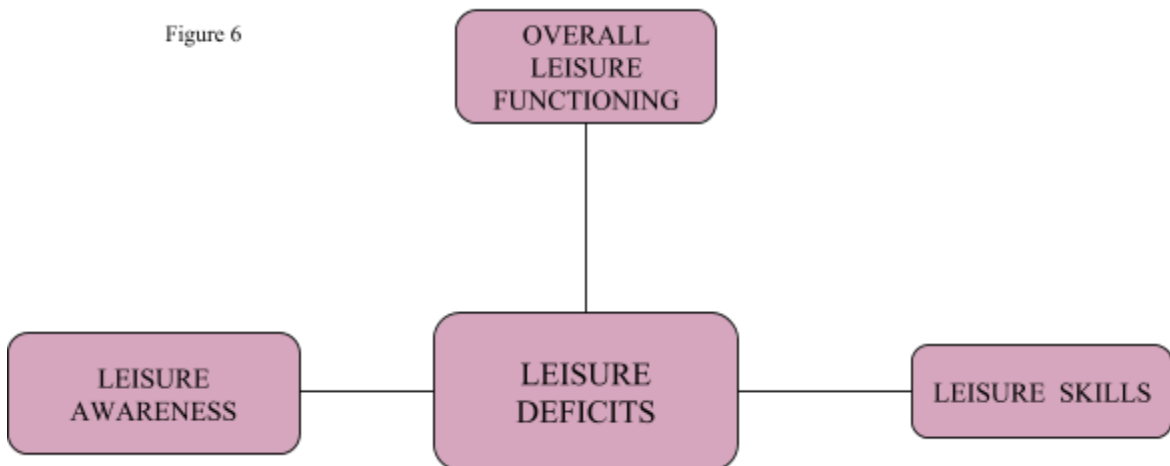 Figure 6
OVERALL
LEISURE
FUNCTIONING
LEISURE
AWARENESS
LEISURE
DEFICITS
LEISURE SKILLS